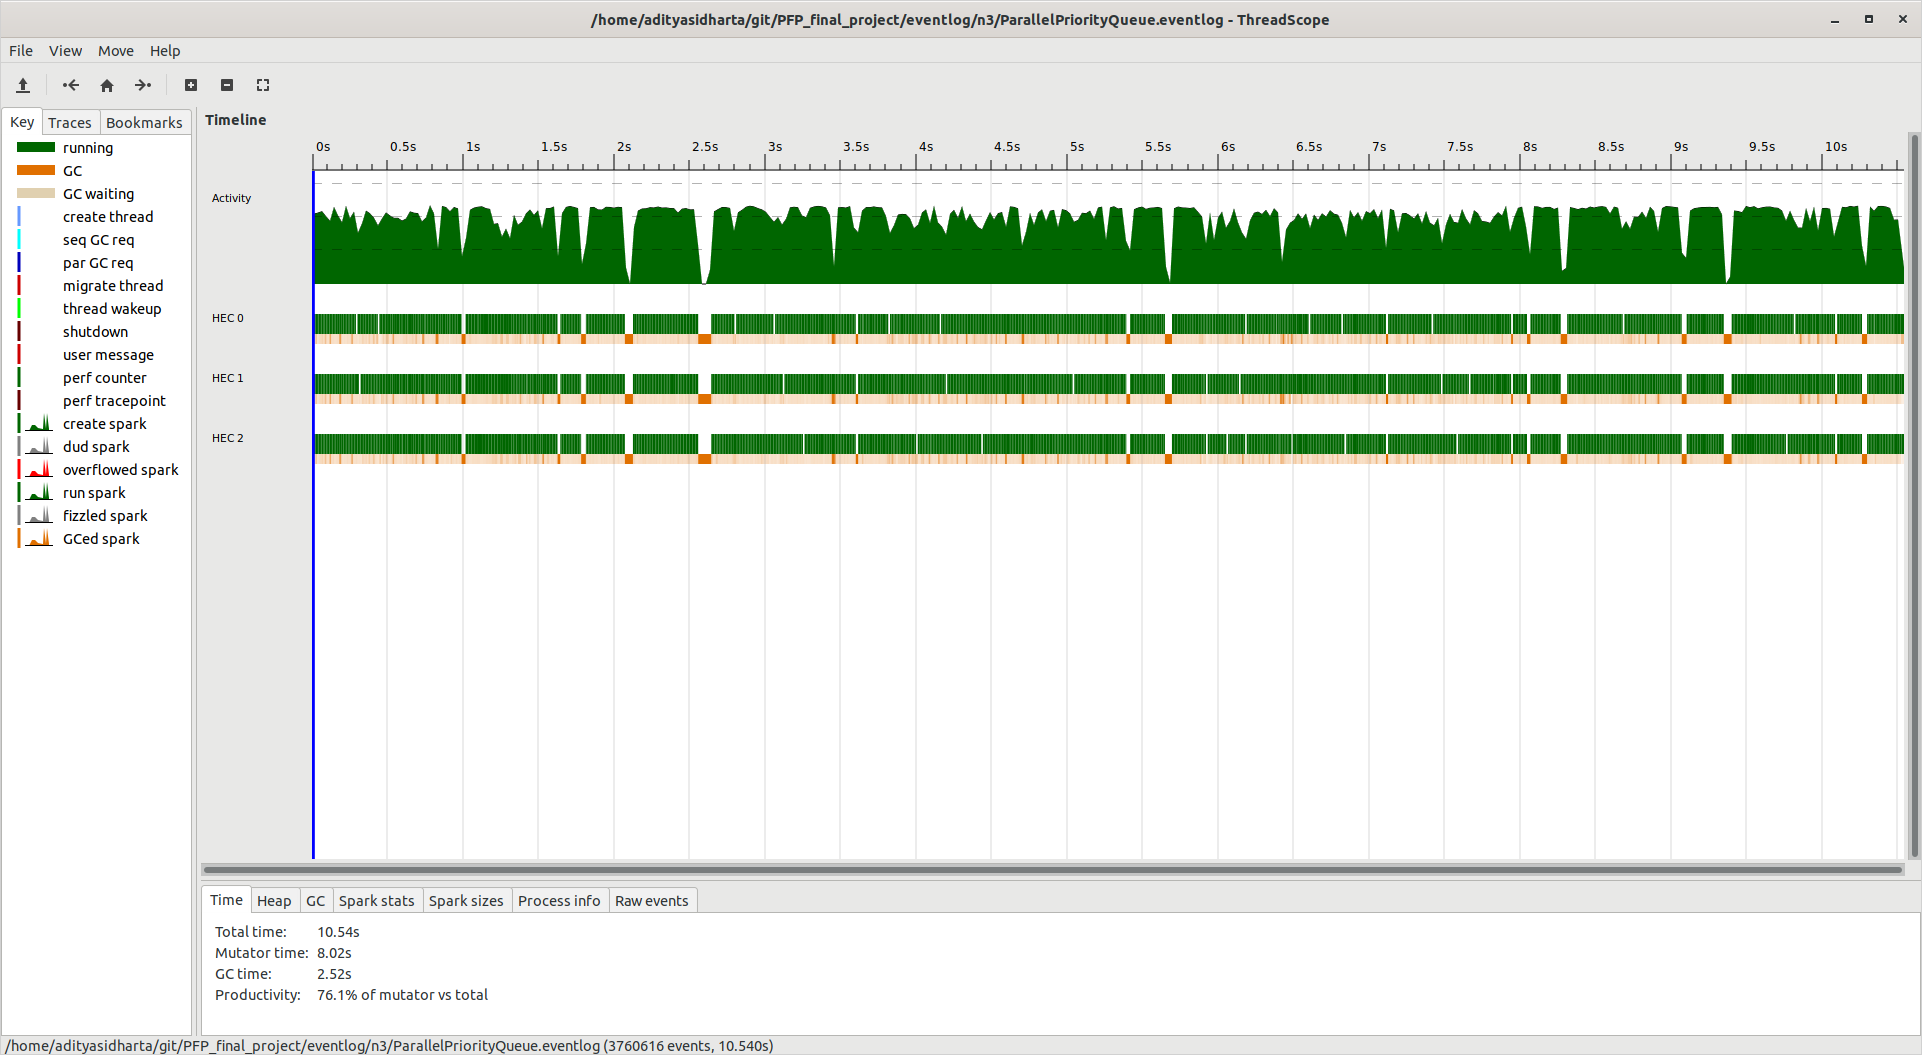 /home/adityasidharta/git/PFP_final_project/eventlog/n3/ParallelPriorityQueue.eventlog - ThreadScope
File View Move Help
Key Traces Bookmarks
running
GC
GC waiting
create thread
seq GC req
par GC req
migrate thread
thread wakeup
shutdown
user message
perf counter
perf tracepoint
create spark
dud spark
overflowed spark
run spark
fizzled spark
GCed spark
Timeline
0s 0.5s 1s 1.5s 2s 2.5s 3s 3.5s 4s 4.5s 5s 5.5s 6s 6.5s 7s 7.5s 8s 8.5s 9s 9.5s 10s
Activity
HEC 0
HEC 1
HEC 2
Time Heap GC Spark stats Spark sizes Process info Raw events
Total time: 10.54s
Mutator time: 8.02s
GC time: 2.52s
Productivity: 76.1% of mutator vs total
/home/adityasidharta/git/PFP_final_project/eventlog/n3/ParallelPriorityQueue.eventlog (3760616 events, 10.540s)